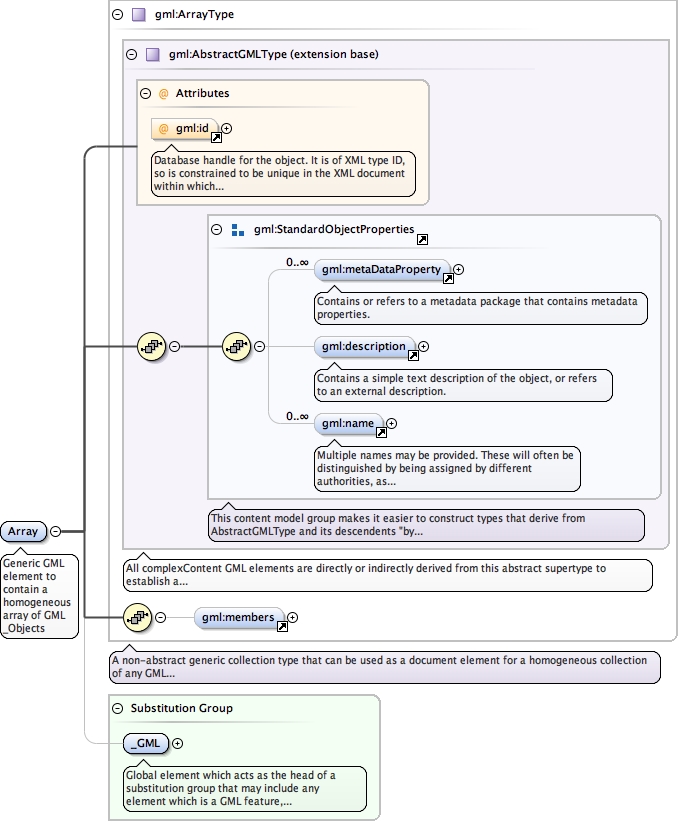 gml:ArrayType
gml:AbstractGMLType (extension base)
@ Attributes
@ gml:id
Database handle for the object. It is of XML type ID,
so is constrained to be unique in the XML document
within which...
gml:StandardObjectProperties
0..∞
gml:metaDataProperty
Contains or refers to a metadata package that contains metadata
properties.
gml:description
Contains a simple text description of the object, or refers
to an external description.
0..∞
gml:name
Multiple names may be provided. These will often be
distinguished by being assigned by different
authorities, as...
This content model group makes it easier to construct types that derive from
AbstractGMLType and its descendents "by...
All complexContent GML elements are directly or indirectly derived from this abstract supertype to
establish a...
Array
Generic GML
element to
contain a
homogeneous
array of GML
_Objects
gml:members
A non-abstract generic collection type that can be used as a document element for a homogeneous collection
of any GML...
Substitution Group
_GML
Global element which acts as the head of a
substitution group that may include any
element which is a GML feature,...